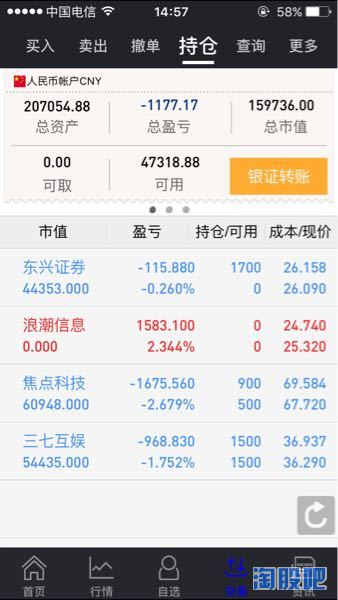 中国电信 14:57 58%
买入 卖出 撤单 持仓 查询 更多
人民币帐户CNY
207054.88 -1177.17 159736.00
总资产 总盈亏 总市值
0.00 47318.88 银证转账
可取 可用
市值 盈亏 持仓/可用 成本/现价
东兴证券 -115.880 1700 26.158
44353.000 -0.260% 0 26.090
浪潮信息 1583.100 0 24.740
0.000 2.344% 0 25.320
焦点科技 -1675.560 900 69.584
60948.000 -2.679% 500 67.720
三七互娱 -968.830 1500 36.937
54435.000 -1.752% 1500 36.290
首页 行情 自选 交易 资讯
淘股吧